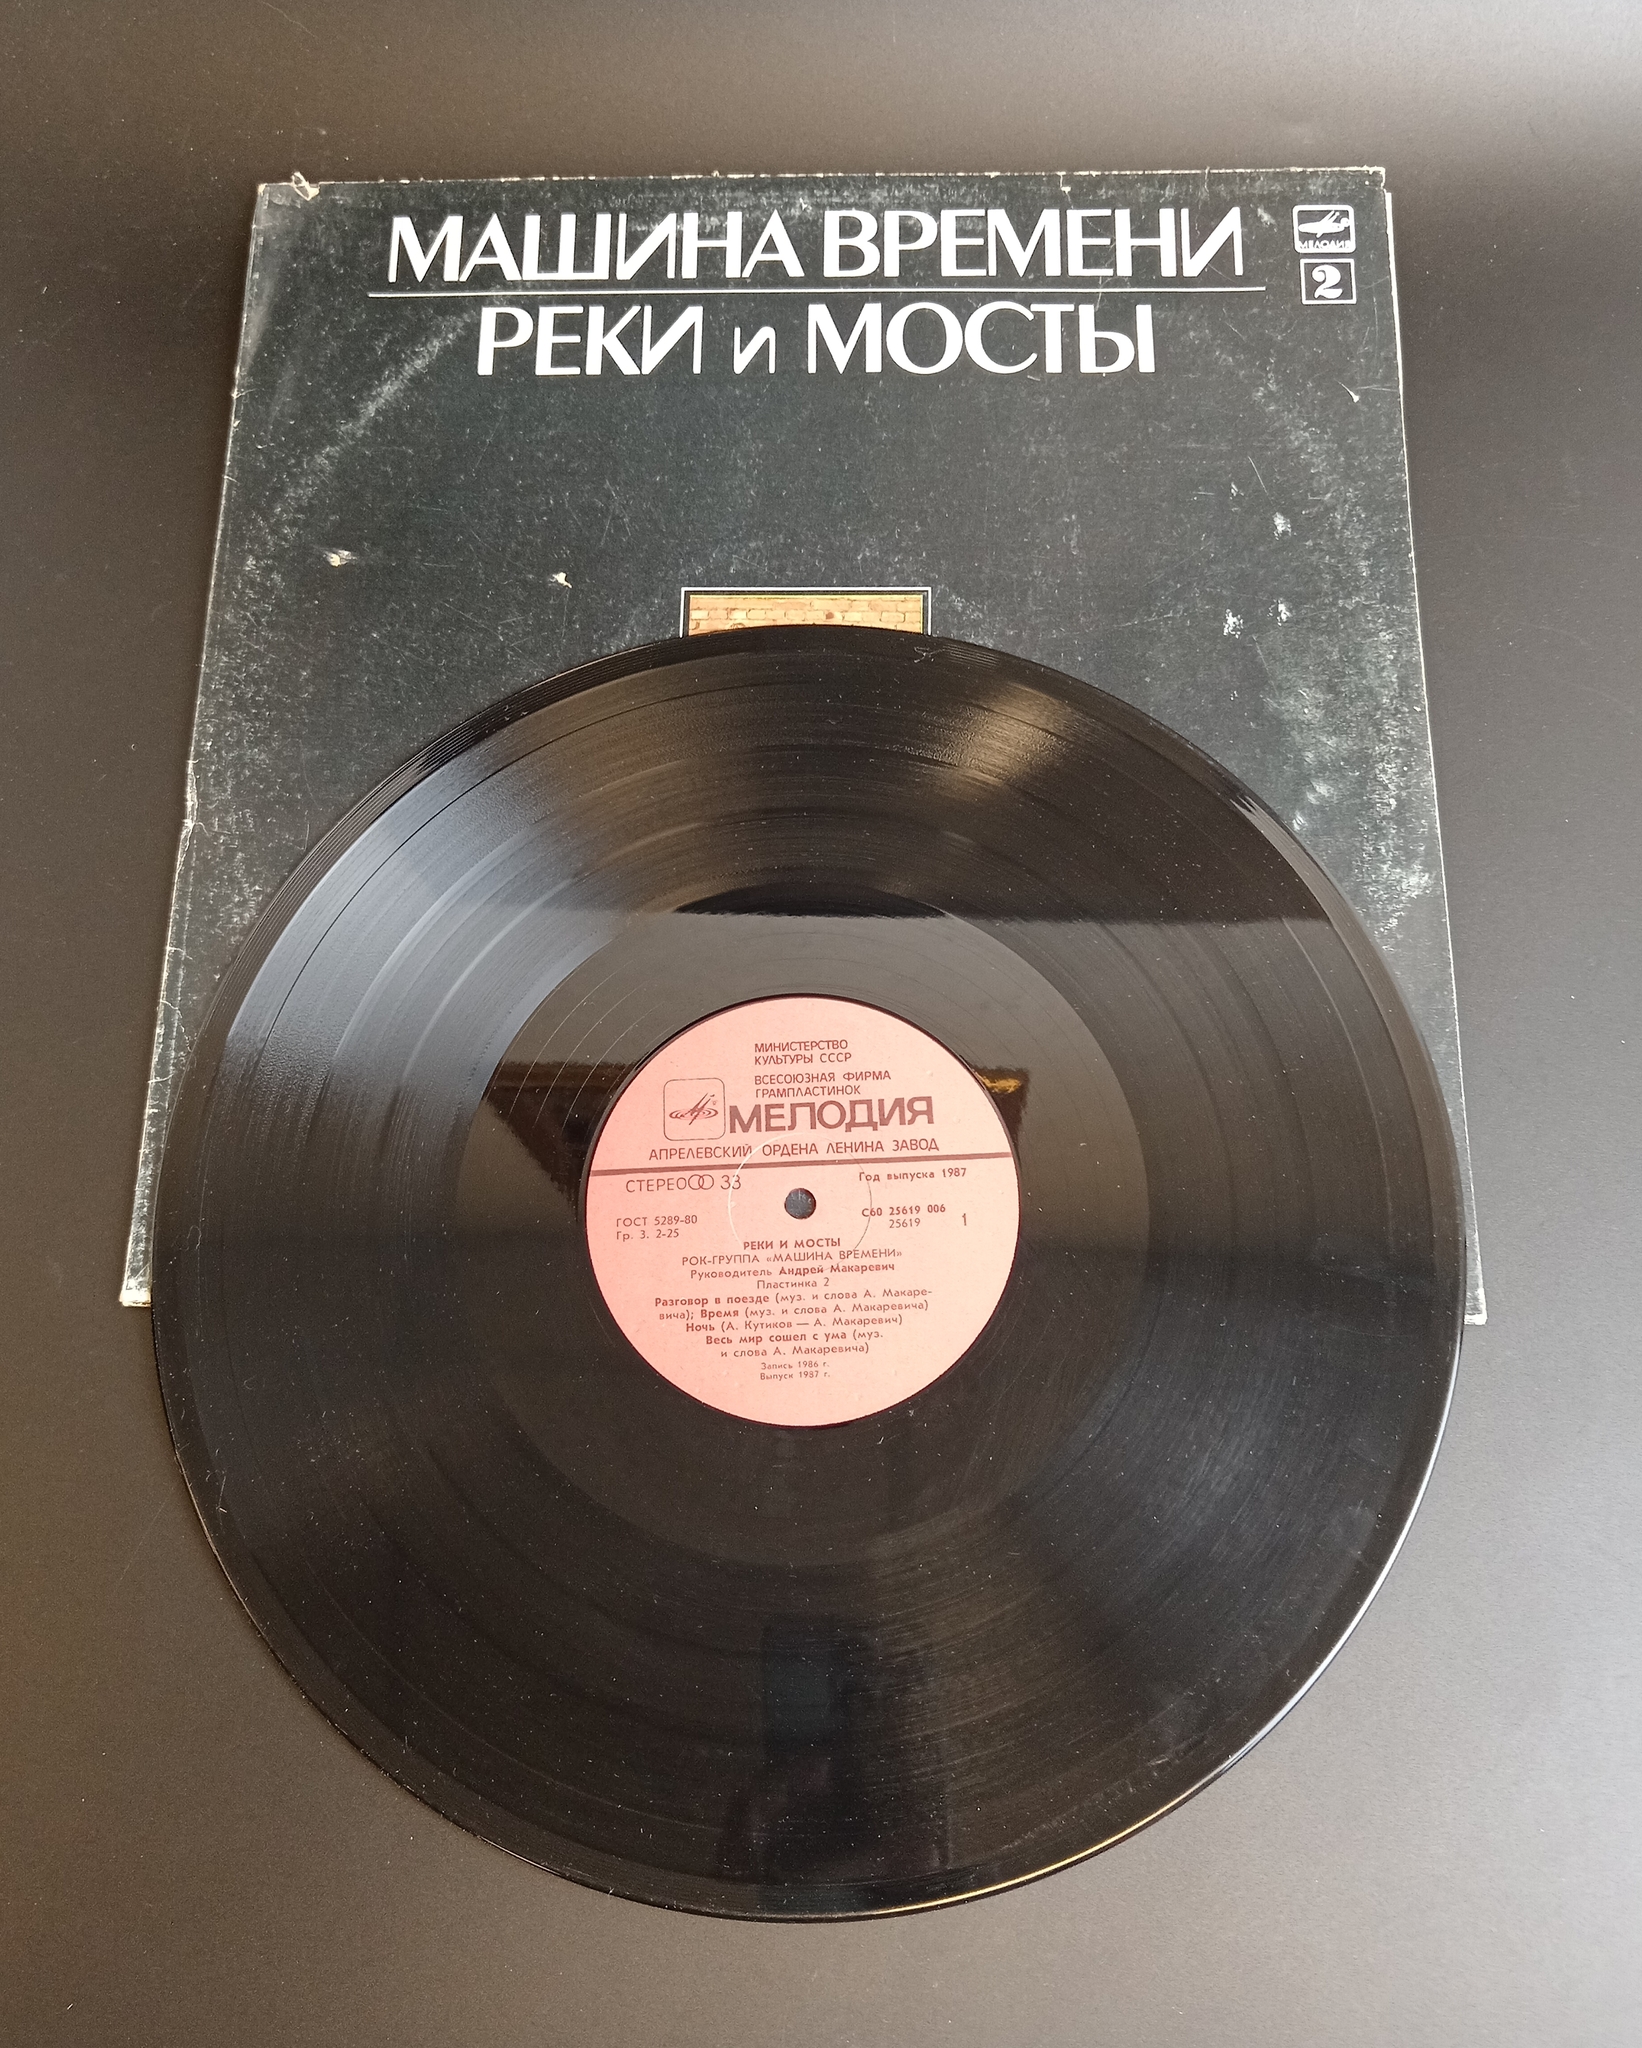 МАШИНА ВРЕМЕНИ
МЕЛОДИЯ
2
РЕКИ и МОСТЫ
МИНИСТЕРСТВО
КУЛЬТУРЫ СССР
ВСЕСОЮЗНАЯ ФИРМА
ГРАМПЛАСТИНОК
МЕЛОДИЯ
АПРЕЛЕВСКИЙ ОРДЕНА ЛЕНИНА ЗАВОД
СТЕРЕО 33
Год выпуска 1987
ГОСТ 5289-80
Гр. 3. 2-25
С60 25619 006
25619
1
РЕКИ И МОСТЫ
РОК-ГРУППА «МАШИНА ВРЕМЕНИ»
Руководитель Андрей Макаревич
Пластинка 2
Разговор в поезде (муз. и слова А. Макаре-
вича); Время (муз. и слова А. Макаревича)
Ночь (А. Кутиков — А. Макаревич)
Весь мир сошел с ума (муз.
и слова А. Макаревича)
Запись 1986 г.
Выпуск 1987 г.